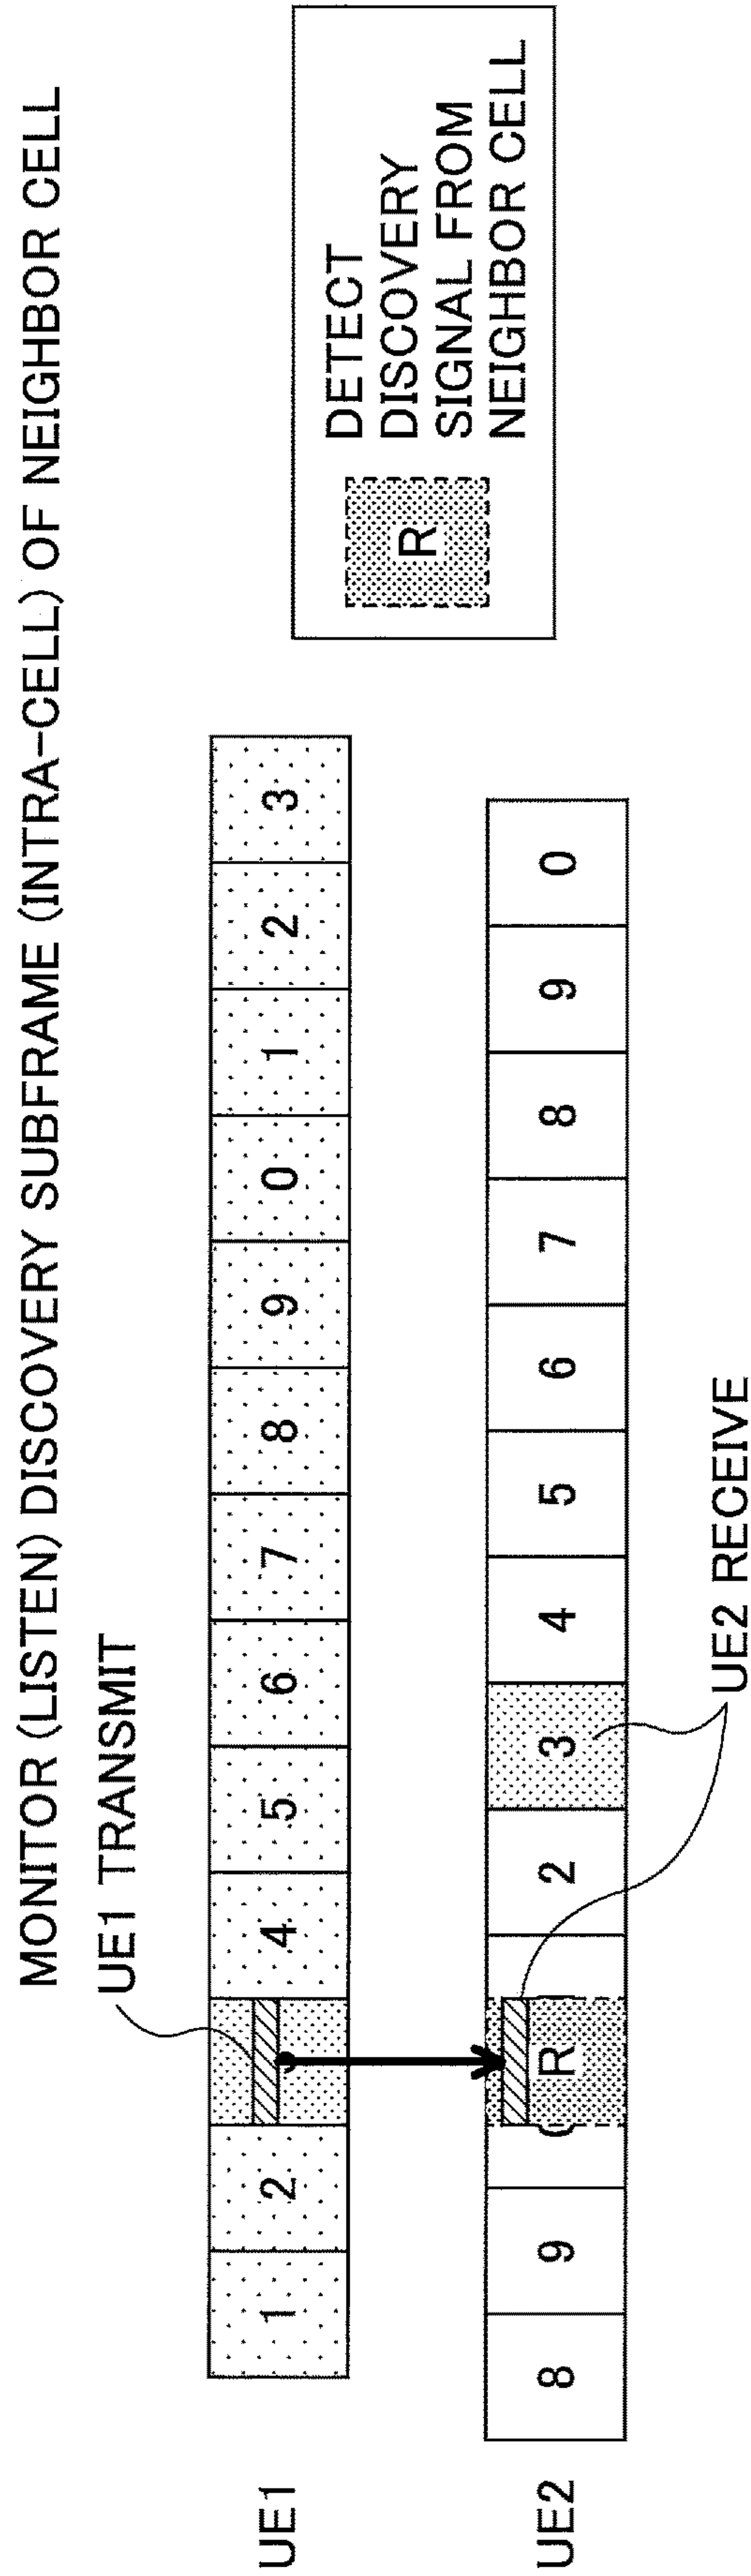 MONITOR (LISTEN) DISCOVERY SUBFRAME (INTRA-CELL) OF NEIGHBOR CELL
UE1 TRANSMIT
UE1 1 2 4 5 6 7 8 9 0 1 2 3
UE2 8 9 R 2 3 4 5 6 7 8 9 0
UE2 RECEIVE
R
DETECT
DISCOVERY
SIGNAL FROM
NEIGHBOR CELL